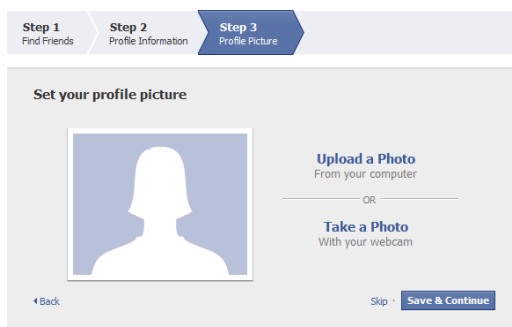 Step 1
Find Friends
Step 2
Profile Information
Step 3
Profile Picture
Set your profile picture
Upload a Photo
From your computer
OR
Take a Photo
With your webcam
Back
Skip · Save & Continue